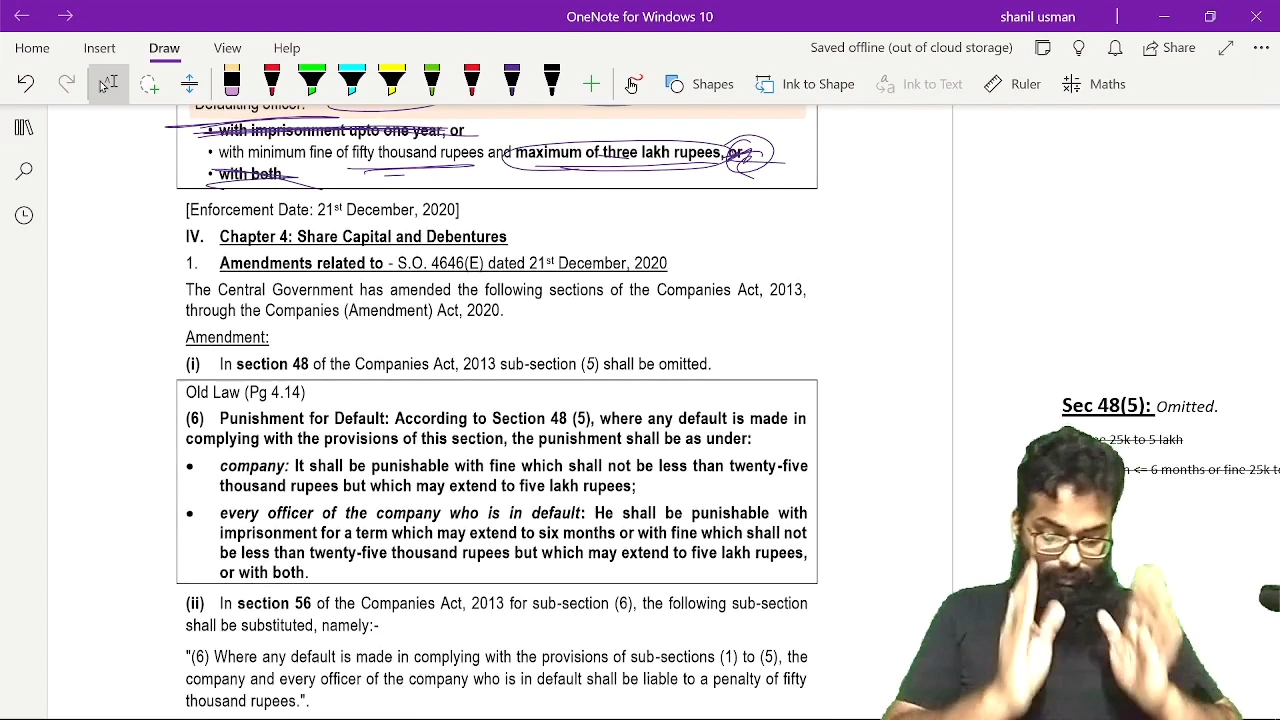 OneNote for Windows 10
shanil usman
Home Insert Draw View Help
Saved offline (out of cloud storage) Share
Shapes Ink to Shape Ink to Text Ruler Maths
Defaulting officer:
• with imprisonment upto one year, or
• with minimum fine of fifty thousand rupees and maximum of three lakh rupees, or
• with both.
[Enforcement Date: 21st December, 2020]
IV. Chapter 4: Share Capital and Debentures
1. Amendments related to - S.O. 4646(E) dated 21st December, 2020
The Central Government has amended the following sections of the Companies Act, 2013,
through the Companies (Amendment) Act, 2020.
Amendment:
(i) In section 48 of the Companies Act, 2013 sub-section (5) shall be omitted.
Old Law (Pg 4.14)
(6) Punishment for Default: According to Section 48 (5), where any default is made in
complying with the provisions of this section, the punishment shall be as under:
• company: It shall be punishable with fine which shall not be less than twenty-five
thousand rupees but which may extend to five lakh rupees;
• every officer of the company who is in default: He shall be punishable with
imprisonment for a term which may extend to six months or with fine which shall not
be less than twenty-five thousand rupees but which may extend to five lakh rupees,
or with both.
(ii) In section 56 of the Companies Act, 2013 for sub-section (6), the following sub-section
shall be substituted, namely:-
"(6) Where any default is made in complying with the provisions of sub-sections (1) to (5), the
company and every officer of the company who is in default shall be liable to a penalty of fifty
thousand rupees.".
Sec 48(5): Omitted.
25k to 5 lakh
<= 6 months or fine 25k